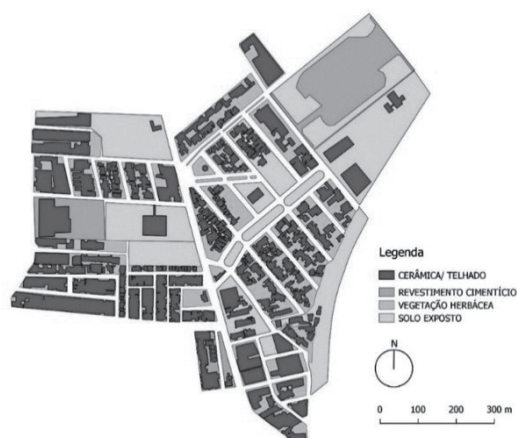 Legenda
CERÂMICA/ TELHADO
REVESTIMENTO CIMENTÍCIO
VEGETAÇÃO HERBÁCEA
SOLO EXPOSTO
N
0 100 200 300 m